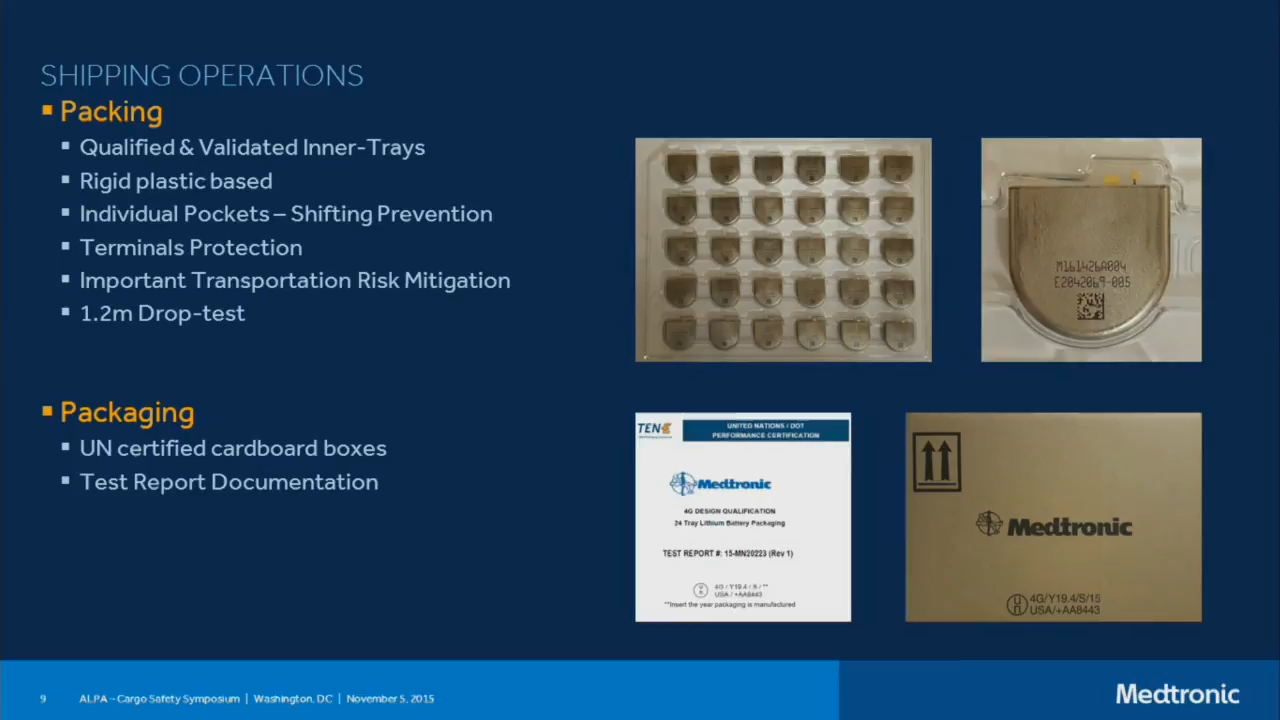 SHIPPING OPERATIONS
▪ Packing
▪ Qualified & Validated Inner-Trays
▪ Rigid plastic based
▪ Individual Pockets – Shifting Prevention
▪ Terminals Protection
▪ Important Transportation Risk Mitigation
▪ 1.2m Drop-test
▪ Packaging
▪ UN certified cardboard boxes
▪ Test Report Documentation
M161426A004
E2042069-005
TEN-E
UNITED NATIONS / DOT
PERFORMANCE CERTIFICATION
Medtronic
4G DESIGN QUALIFICATION
24 Tray Lithium Battery Packaging
TEST REPORT #: 15-MN20223 (Rev 1)
4G / Y19.4 / S / **
USA / +AA8443
**Insert the year packaging is manufactured
Medtronic
4G/Y19.4/S/15
USA/+AA8443
9 ALPA – Cargo Safety Symposium | Washington, DC | November 5, 2015
Medtronic